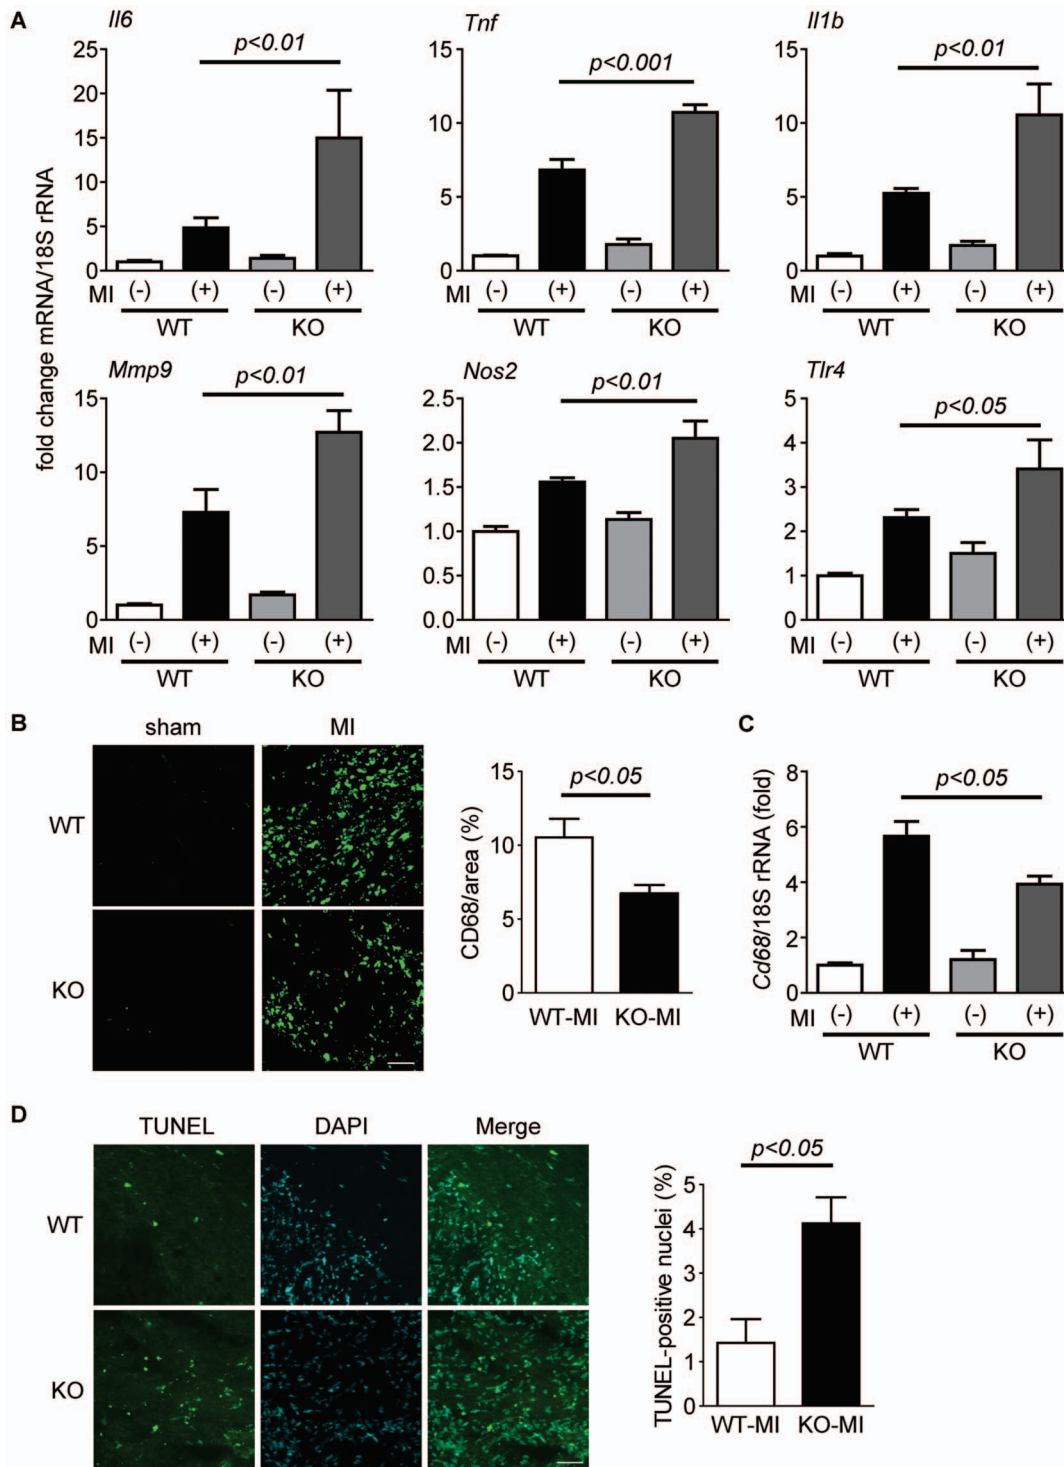 A
Il6
Tnf
Il1b
fold change mRNA/18S rRNA
25
20
15
10
5
0
p<0.01
MI (-) (+) (-) (+)
WT KO
15
10
5
0
p<0.001
MI (-) (+) (-) (+)
WT KO
15
10
5
0
p<0.01
MI (-) (+) (-) (+)
WT KO
Mmp9
Nos2
Tlr4
15
10
5
0
p<0.01
MI (-) (+) (-) (+)
WT KO
2.5
2.0
1.5
1.0
0.5
0.0
p<0.01
MI (-) (+) (-) (+)
WT KO
5
4
3
2
1
0
p<0.05
MI (-) (+) (-) (+)
WT KO
B
sham MI
WT
KO
CD68/area (%)
15
10
5
0
p<0.05
WT-MI KO-MI
C
Cd68/18S rRNA (fold)
8
6
4
2
0
p<0.05
MI (-) (+) (-) (+)
WT KO
D
TUNEL DAPI Merge
WT
KO
TUNEL-positive nuclei (%)
5
4
3
2
1
0
p<0.05
WT-MI KO-MI